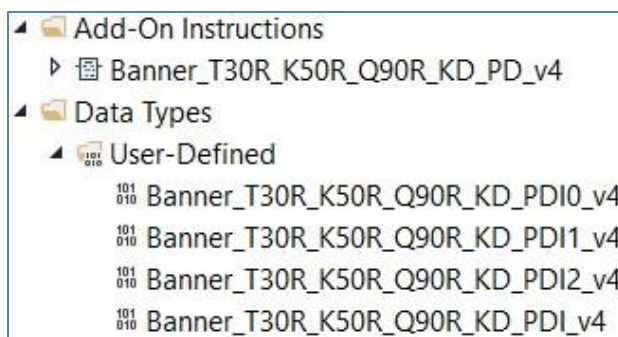 Add-On Instructions
Banner_T30R_K50R_Q90R_KD_PD_v4
Data Types
User-Defined
Banner_T30R_K50R_Q90R_KD_PDI0_v4
Banner_T30R_K50R_Q90R_KD_PDI1_v4
Banner_T30R_K50R_Q90R_KD_PDI2_v4
Banner_T30R_K50R_Q90R_KD_PDI_v4